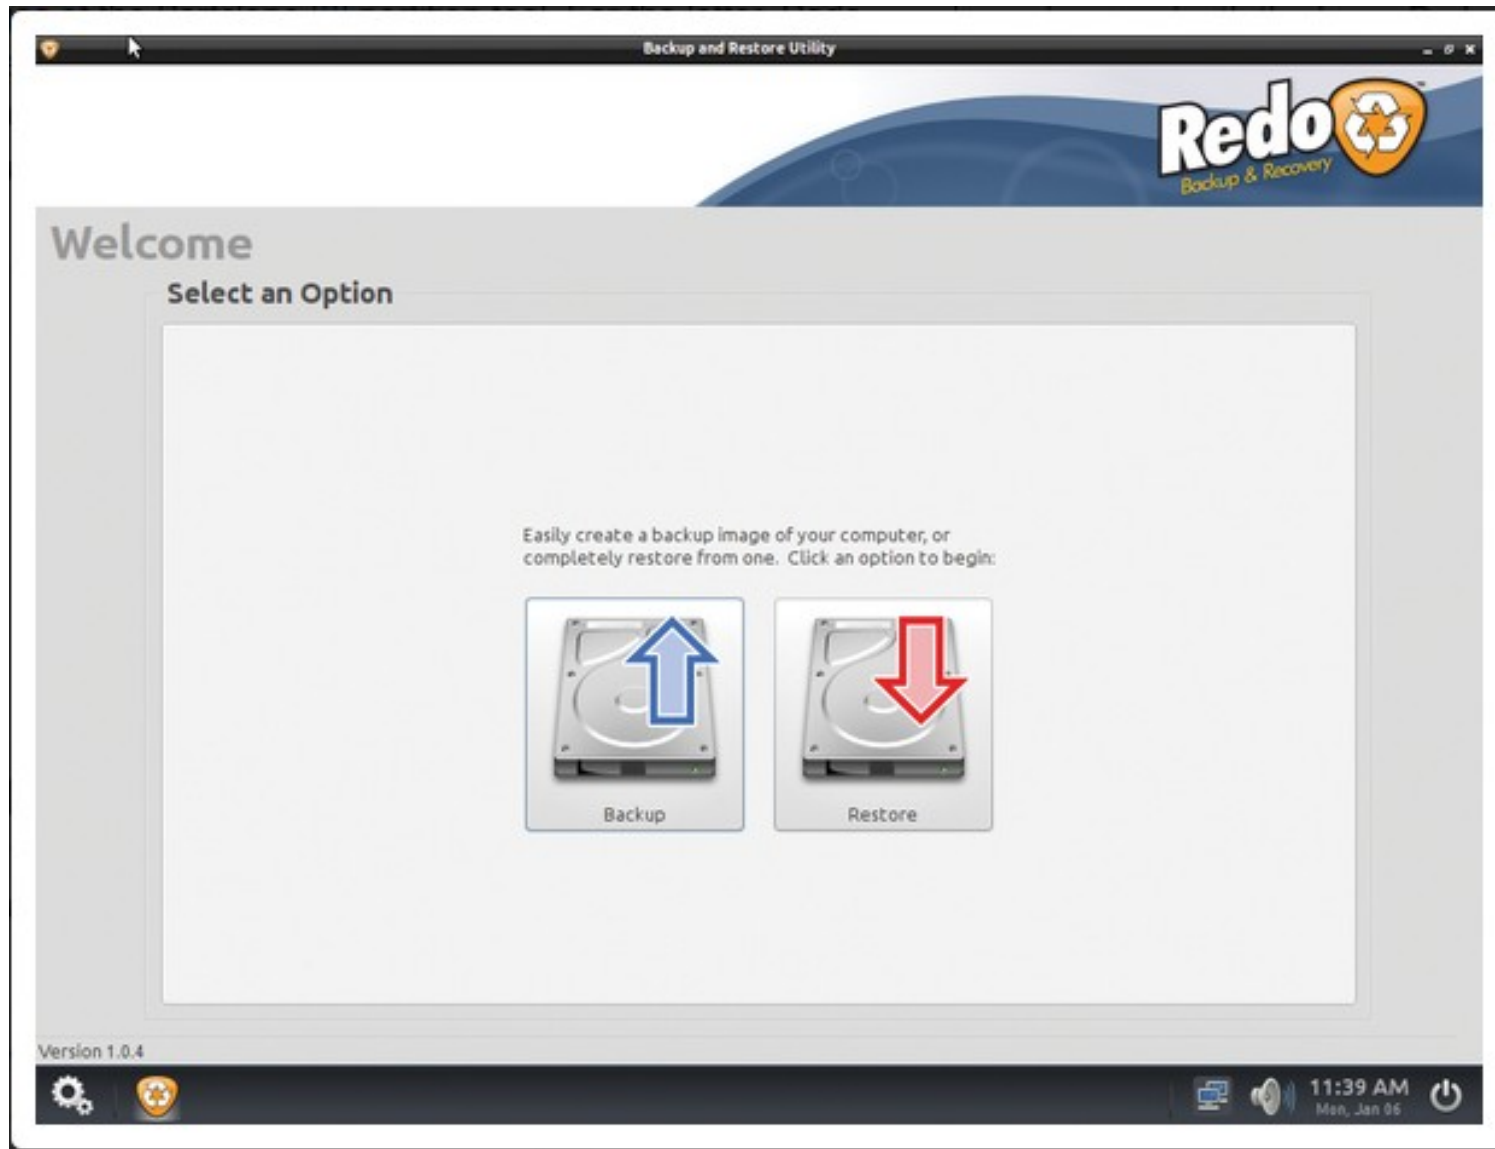 Backup and Restore Utility
Redo
Backup & Recovery
Welcome
Select an Option
Easily create a backup image of your computer, or
completely restore from one. Click an option to begin:
Backup
Restore
Version 1.0.4
11:39 AM
Mon, Jan 06